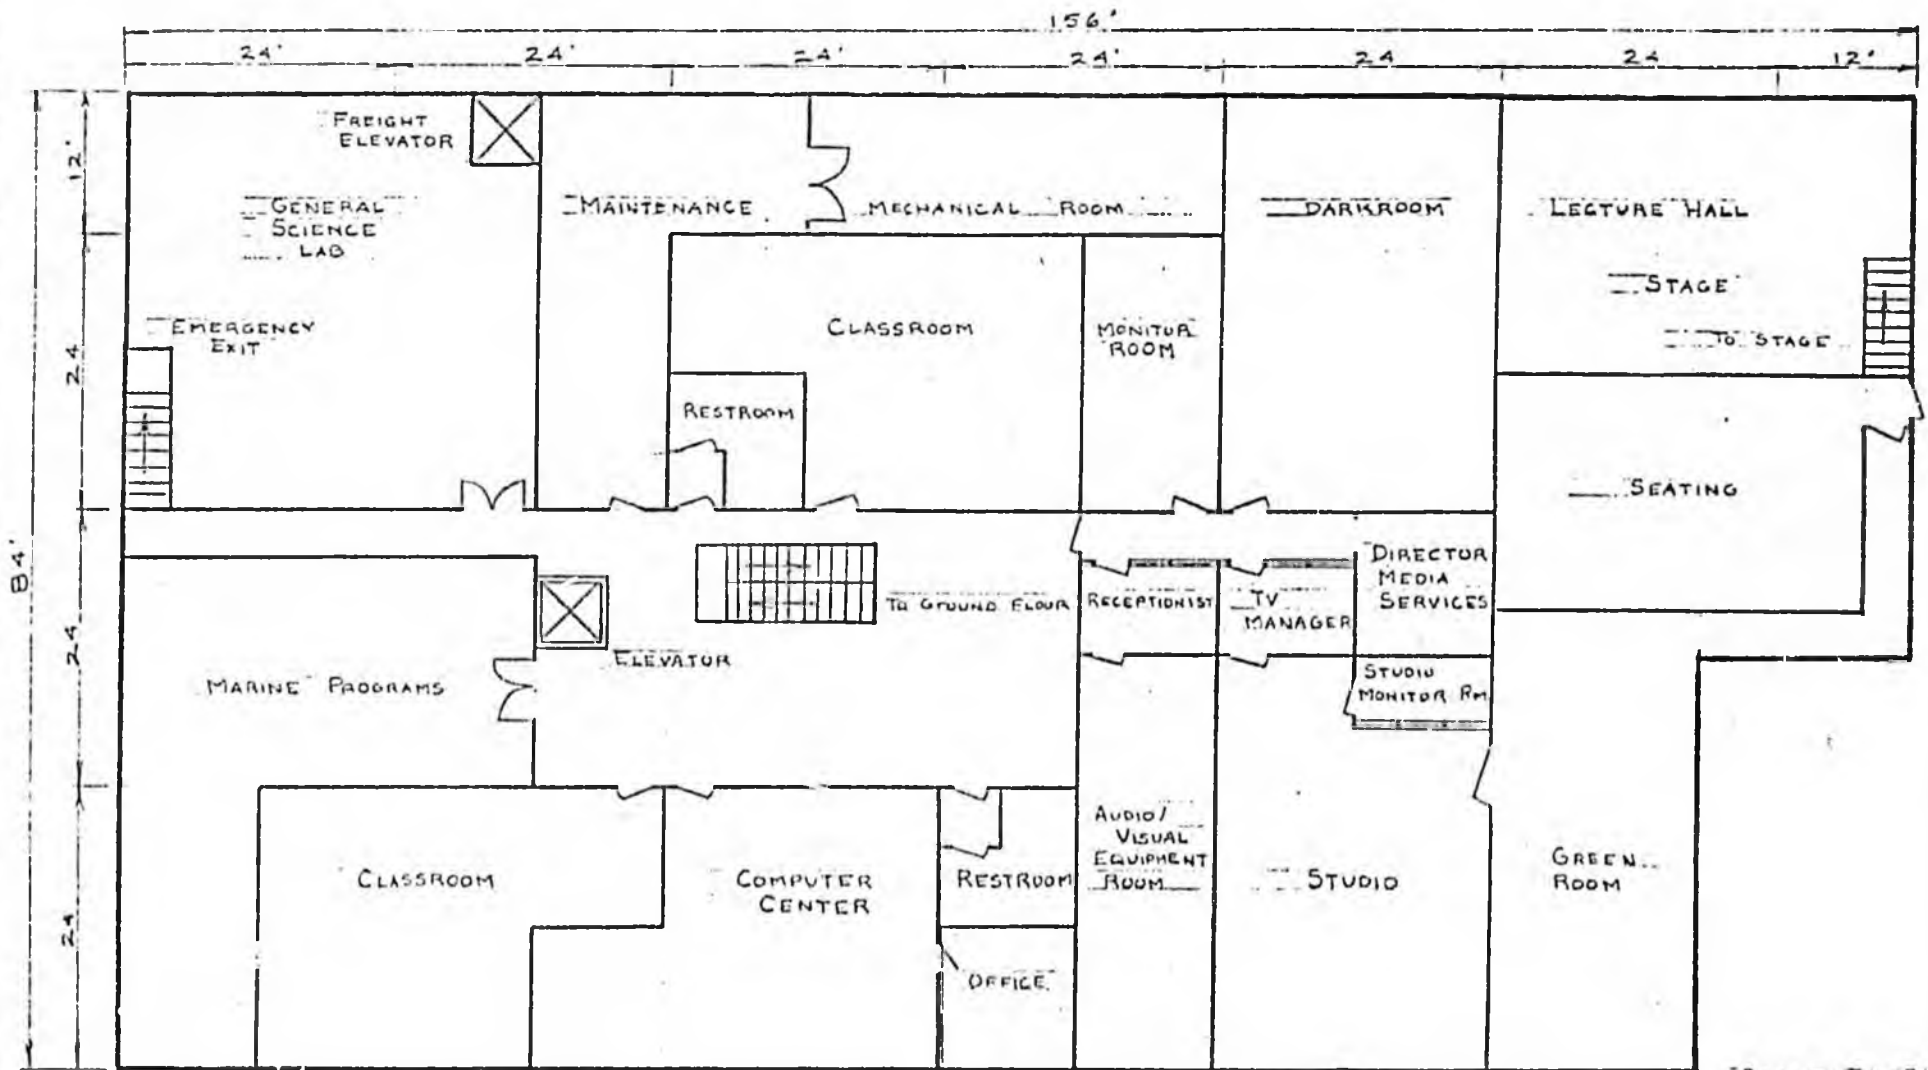 156'
24'
24'
24'
24'
24
24
12'
84'
12'
24
24
24
FREIGHT
ELEVATOR
GENERAL
SCIENCE
LAB
EMERGENCY
EXIT
MAINTENANCE
MECHANICAL ROOM
DARKROOM
LECTURE HALL
STAGE
TO STAGE
CLASSROOM
MONITOR
ROOM
RESTROOM
SEATING
TO GROUND FLOOR
RECEPTIONIST
TV
MANAGER
DIRECTOR
MEDIA
SERVICES
ELEVATOR
MARINE PROGRAMS
STUDIO
MONITOR RM.
CLASSROOM
COMPUTER
CENTER
RESTROOM
AUDIO/
VISUAL
EQUIPMENT
ROOM
STUDIO
GREEN
ROOM
OFFICE